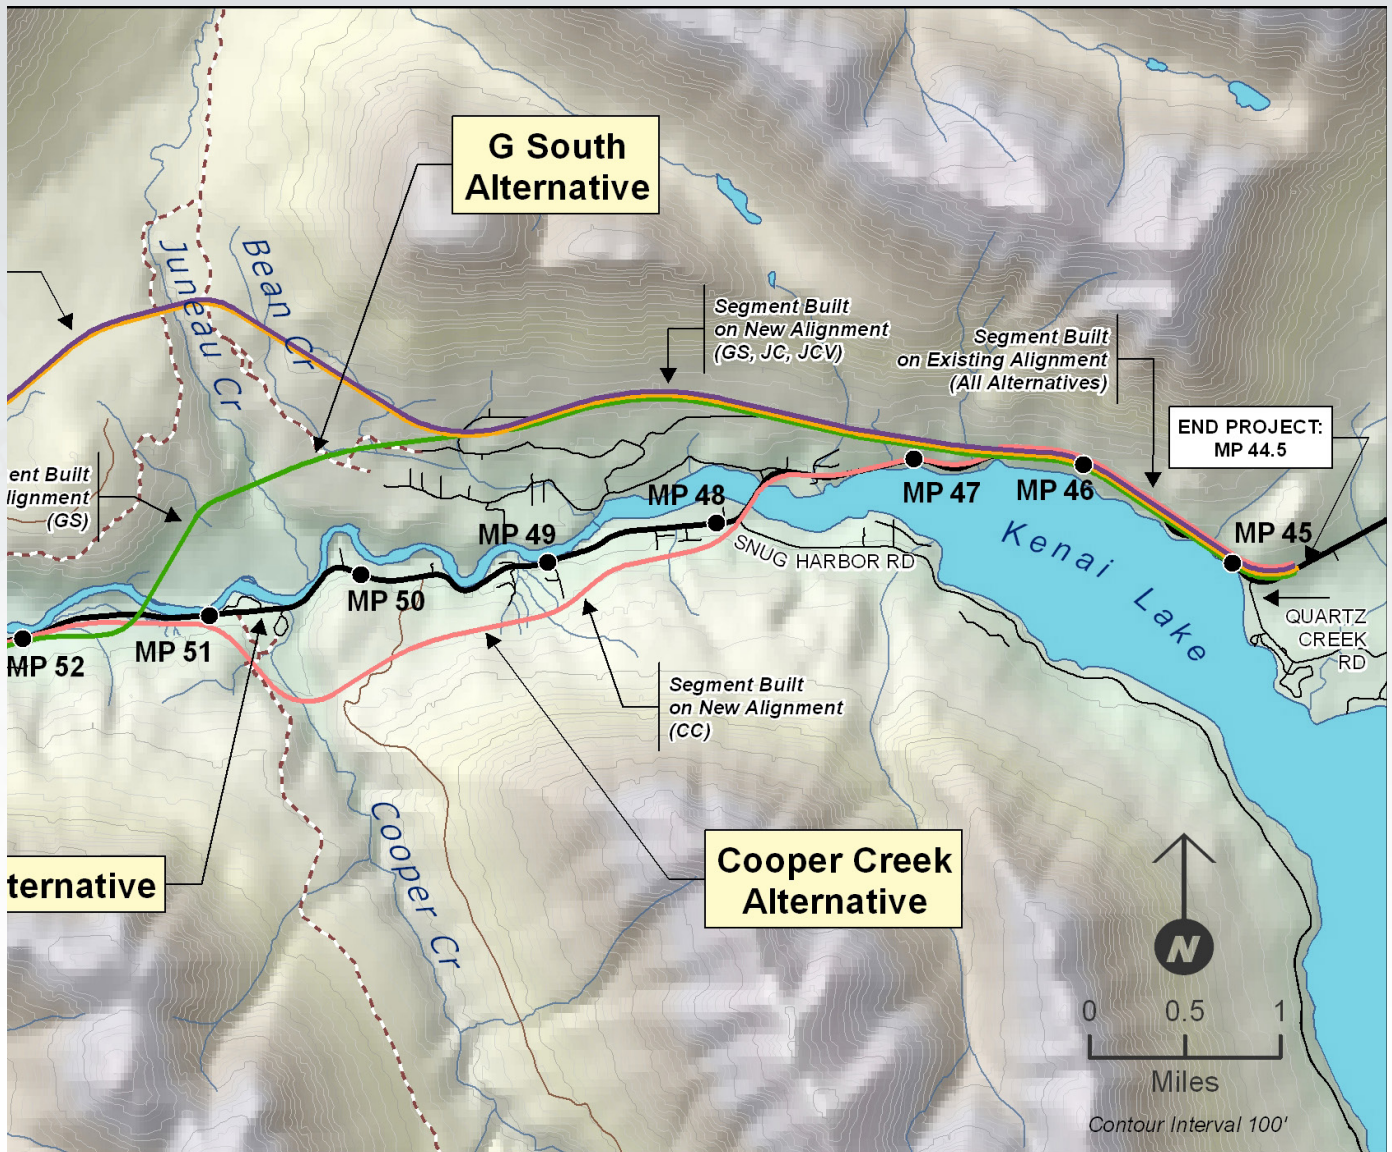 G South
Alternative
Juneau Cr
Bean Cr
Segment Built
on New Alignment
(GS, JC, JCV)
Segment Built
on Existing Alignment
(All Alternatives)
END PROJECT:
MP 44.5
ent Built
lignment
(GS)
MP 48
MP 47
MP 46
MP 45
MP 49
SNUG HARBOR RD
Kenai Lake
MP 50
QUARTZ
CREEK
RD
MP 52
MP 51
Segment Built
on New Alignment
(CC)
Cooper Cr
ternative
Cooper Creek
Alternative
N
0 0.5 1
Miles
Contour Interval 100'